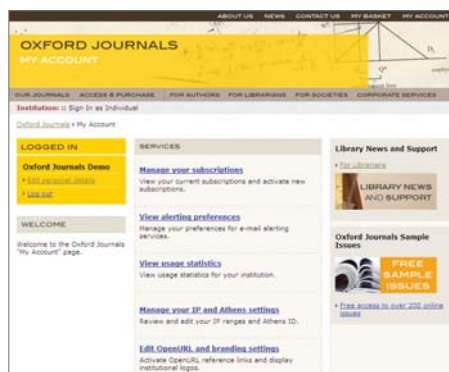 ABOUT US NEWS CONTACT US MY BASKET MY ACCOUNT
OXFORD JOURNALS
MY ACCOUNT
OUR JOURNALS ACCESS & PURCHASE FOR AUTHORS FOR LIBRARIANS FOR SOCIETIES CORPORATE SERVICES
Institution: :: Sign In as Individual
Oxford Journals > My Account
LOGGED IN
Oxford Journals Demo
Edit personal details
Log out
WELCOME
Welcome to the Oxford Journals
"My Account" page.
SERVICES
Manage your subscriptions
View your current subscriptions and activate new
subscriptions.
View alerting preferences
Manage your preferences for e-mail alerting
services.
View usage statistics
View usage statistics for your institution.
Manage your IP and Athens settings
Review and edit your IP ranges and Athens ID.
Edit OpenURL and branding settings
Activate OpenURL reference links and display
institutional logos.
Library News and Support
For Librarians
LIBRARY NEWS
AND SUPPORT
Oxford Journals Sample
Issues
FREE
SAMPLE
ISSUES
Free access to over 200 online
issues